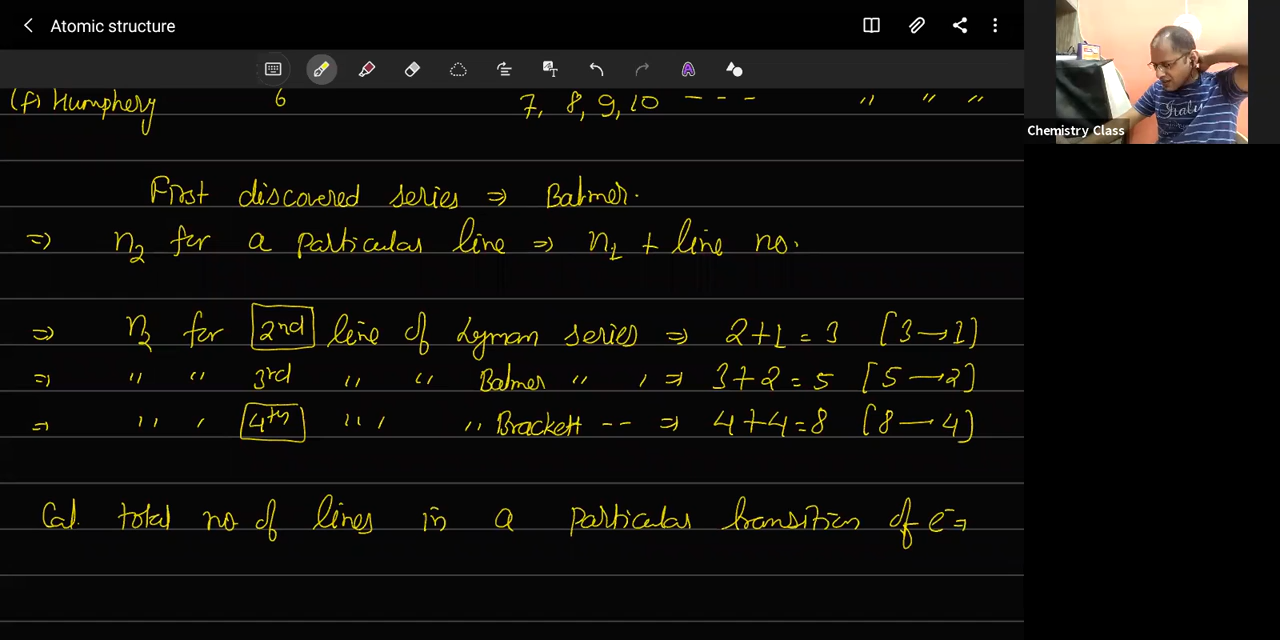 Atomic structure
(f) Humphery 6 7, 8, 9, 10 - - - " " "
Chemistry Class
First discovered series ⇒ Balmer.
⇒ n₂ for a particular line ⇒ n₁ + line no.
⇒ n₂ for 2nd line of Lyman series ⇒ 2+1 = 3 [3→1]
⇒ " " 3rd " " Balmer " , ⇒ 3+2 = 5 [5→2]
⇒ " , 4th " , " Brackett -- ⇒ 4+4=8 [8→4]
Cal. total no of lines in a particular transition of e⁻⇒